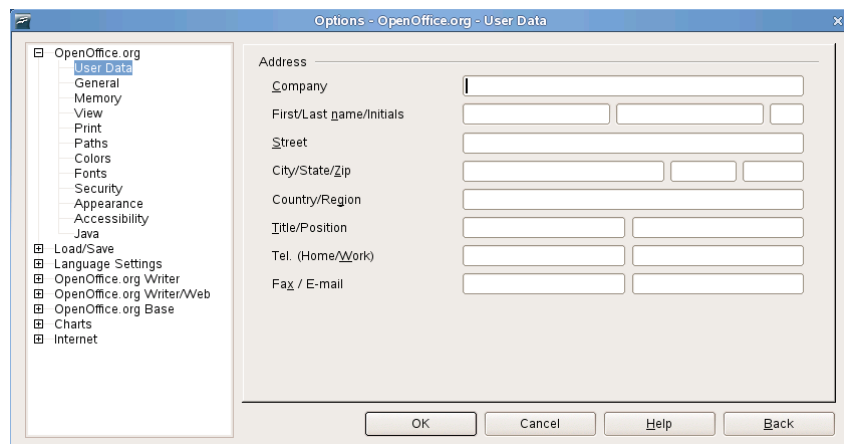 Options - OpenOffice.org - User Data
OpenOffice.org
User Data
General
Memory
View
Print
Paths
Colors
Fonts
Security
Appearance
Accessibility
Java
Load/Save
Language Settings
OpenOffice.org Writer
OpenOffice.org Writer/Web
OpenOffice.org Base
Charts
Internet
Address
Company
First/Last name/Initials
Street
City/State/Zip
Country/Region
Title/Position
Tel. (Home/Work)
Fax / E-mail
OK Cancel Help Back